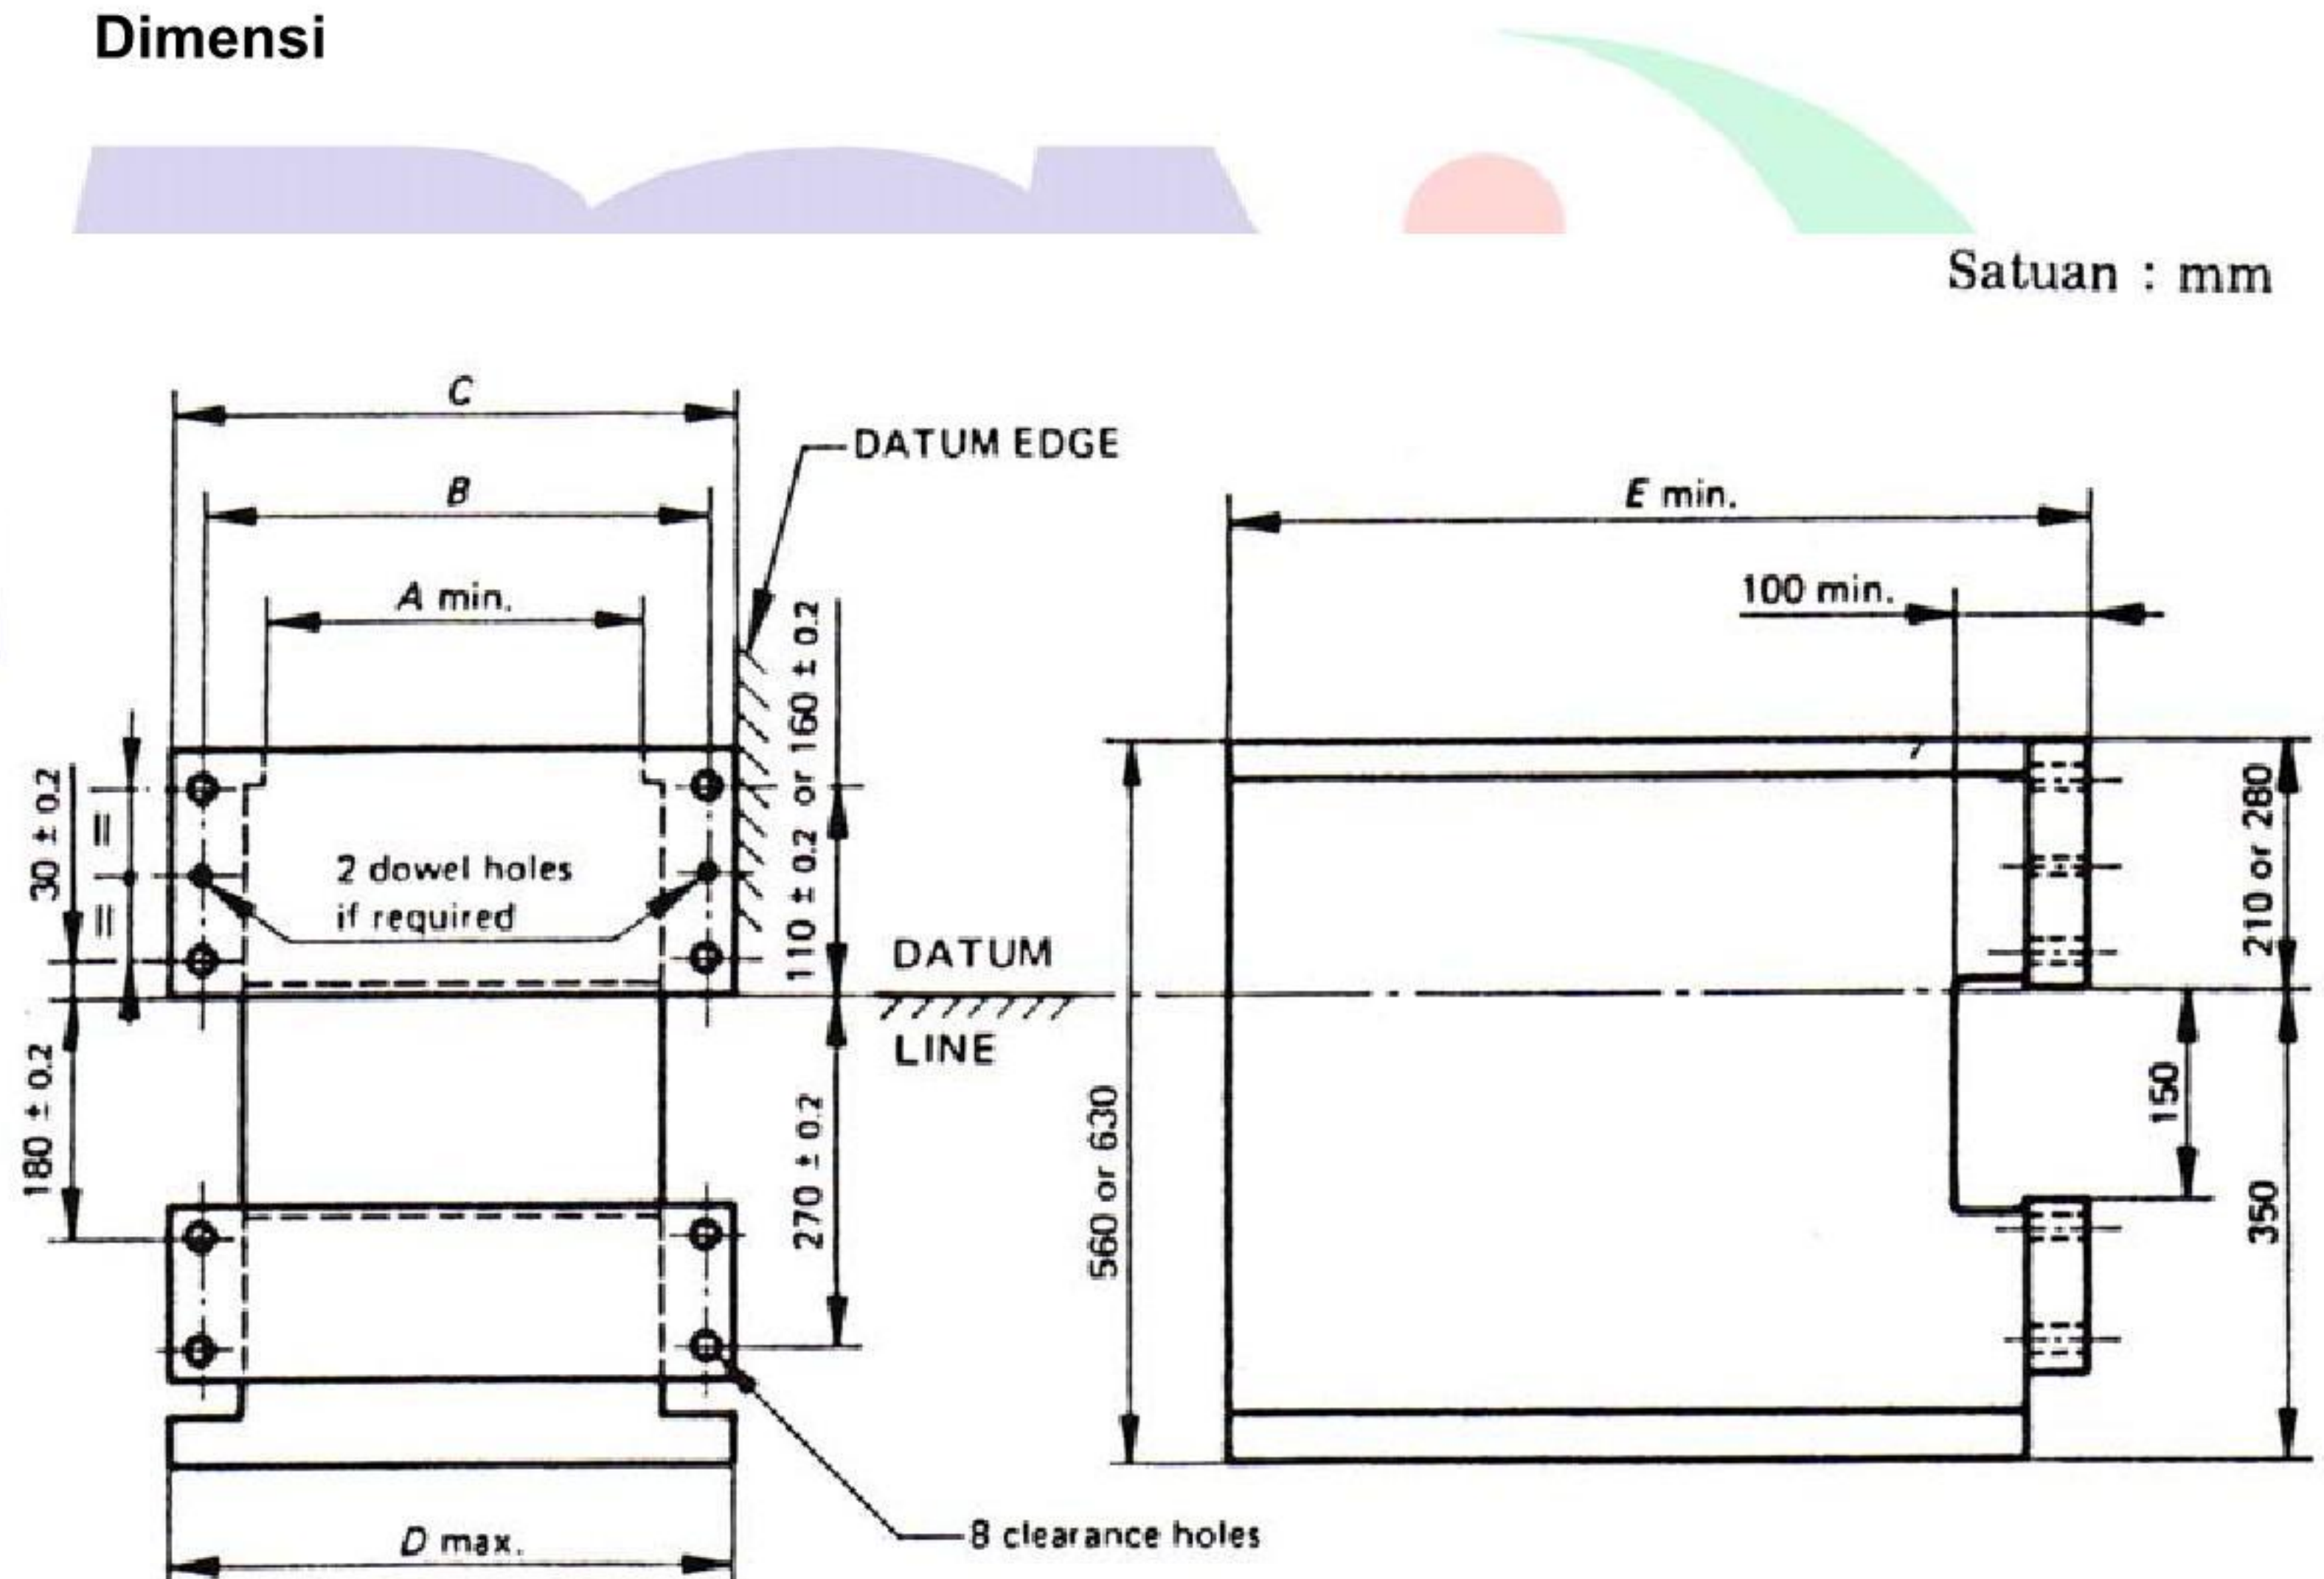 Dimensi
Satuan : mm
C
DATUM EDGE
B
E min.
A min.
100 min.
110 ± 0.2 or 160 ± 0.2
30 ± 0.2
=
=
2 dowel holes
if required
210 or 280
DATUM
LINE
180 ± 0.2
270 ± 0.2
560 or 630
150
350
8 clearance holes
D max.